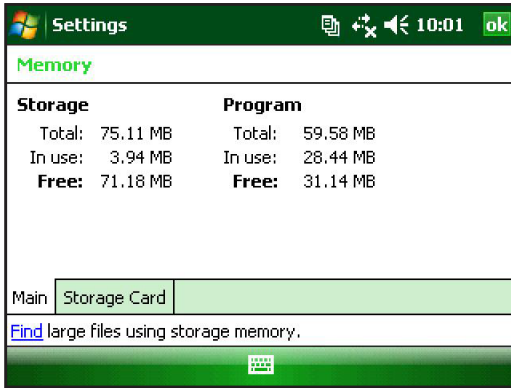 Settings 10:01 ok
Memory
Storage Program
Total: 75.11 MB Total: 59.58 MB
In use: 3.94 MB In use: 28.44 MB
Free: 71.18 MB Free: 31.14 MB
Main Storage Card
Find large files using storage memory.